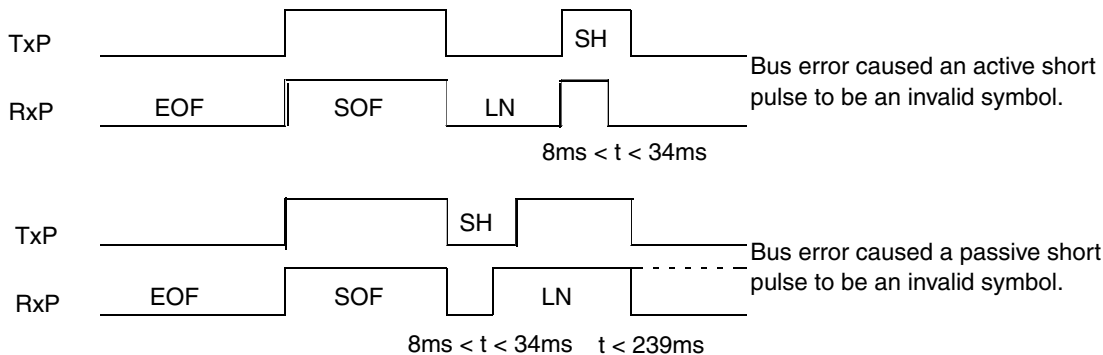 TxP
SH
Bus error caused an active short
pulse to be an invalid symbol.
RxP
EOF
SOF
LN
8ms < t < 34ms
TxP
SH
Bus error caused a passive short
pulse to be an invalid symbol.
RxP
EOF
SOF
LN
8ms < t < 34ms
t < 239ms